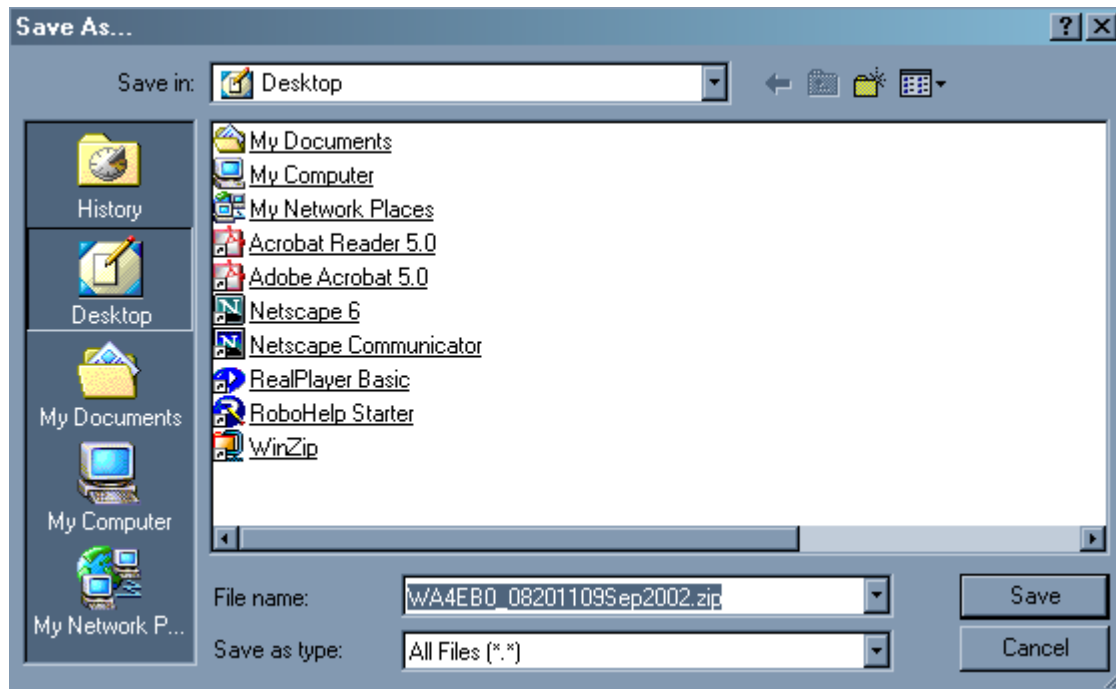 Save As...
Save in: Desktop
History
Desktop
My Documents
My Computer
My Network P...
My Documents
My Computer
My Network Places
Acrobat Reader 5.0
Adobe Acrobat 5.0
Netscape 6
Netscape Communicator
RealPlayer Basic
RoboHelp Starter
WinZip
File name: WA4EB0_08201109Sep2002.zip Save
Save as type: All Files (*.*) Cancel